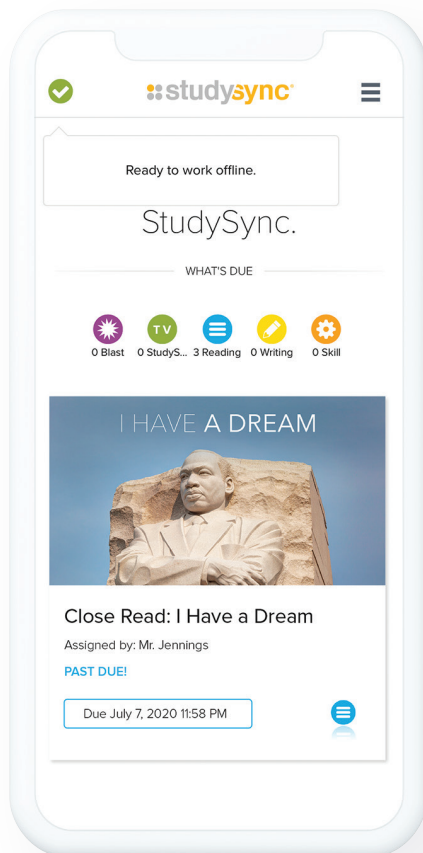 studysync
Ready to work offline.
StudySync.
WHAT'S DUE
TV
0 Blast 0 StudyS... 3 Reading 0 Writing 0 Skill
I HAVE A DREAM
Close Read: I Have a Dream
Assigned by: Mr. Jennings
PAST DUE!
Due July 7, 2020 11:58 PM